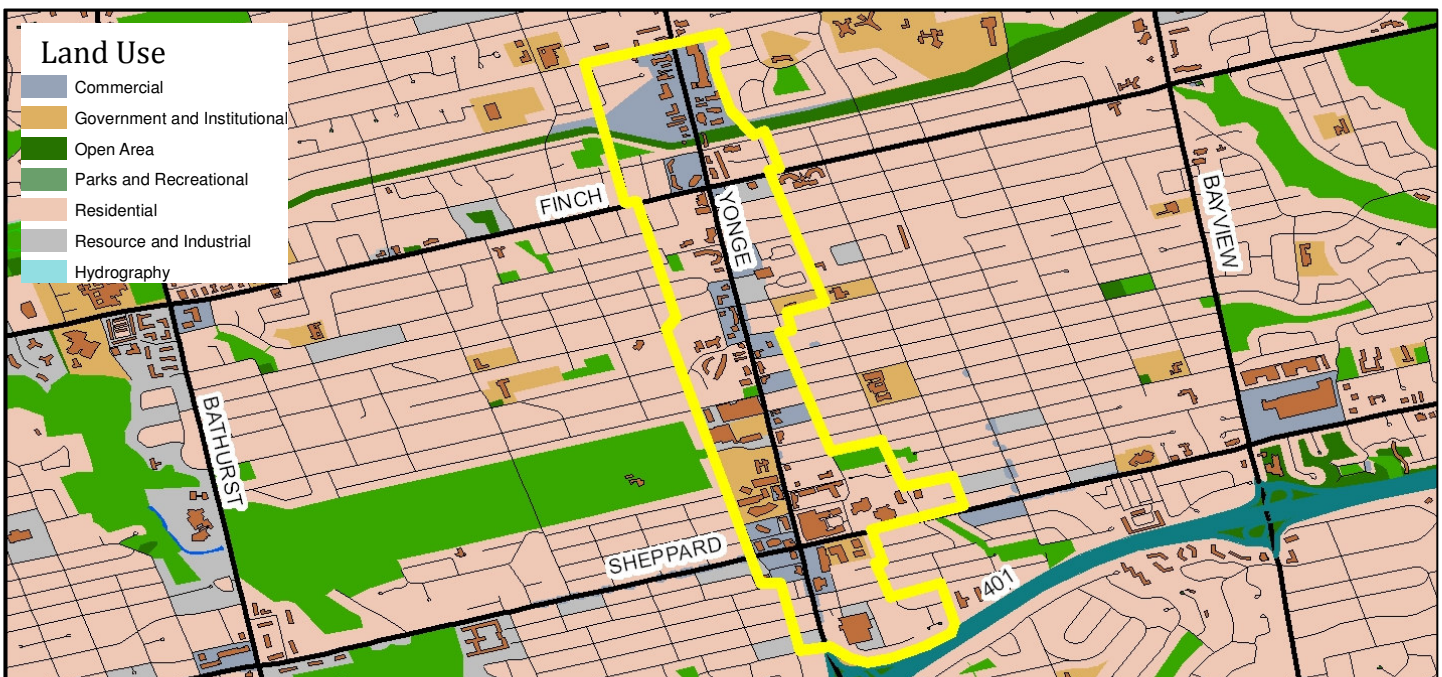 Land Use
Commercial
Government and Institutional
Open Area
Parks and Recreational
Residential
Resource and Industrial
Hydrography
FINCH
YONGE
BAYVIEW
BATHURST
SHEPPARD
401